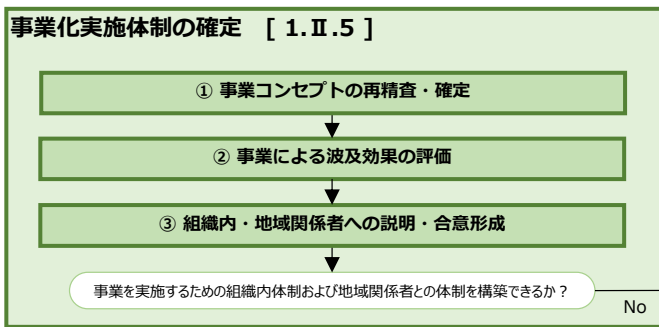 事業化実施体制の確定 [ 1.Ⅱ.5 ]
① 事業コンセプトの再精査・確定
② 事業による波及効果の評価
③ 組織内・地域関係者への説明・合意形成
事業を実施するための組織内体制および地域関係者との体制を構築できるか？
No